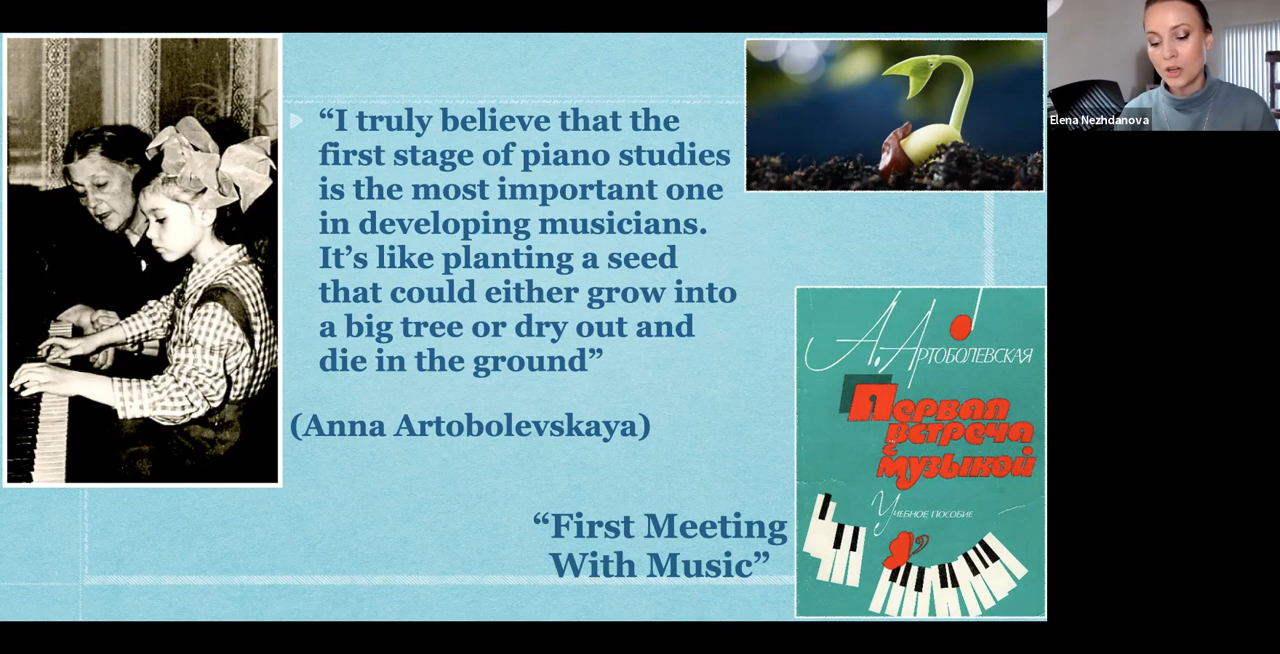 “I truly believe that the
first stage of piano studies
is the most important one
in developing musicians.
It’s like planting a seed
that could either grow into
a big tree or dry out and
die in the ground”
(Anna Artobolevskaya)
“First Meeting
With Music”
А. Артоболевская
Первая
встреча
с
музыкой
Учебное пособие
Elena Nezhdanova